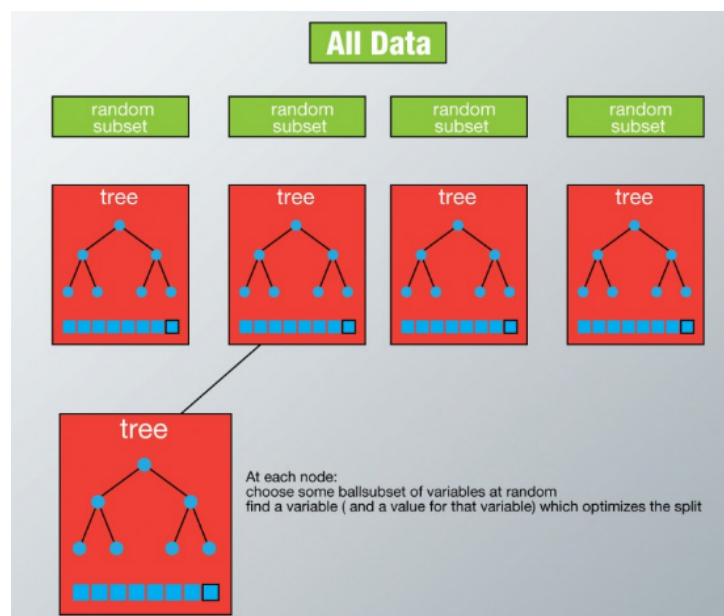 All Data
random
subset
random
subset
random
subset
random
subset
tree
tree
tree
tree
tree
At each node:
choose some ballsubset of variables at random
find a variable ( and a value for that variable) which optimizes the split